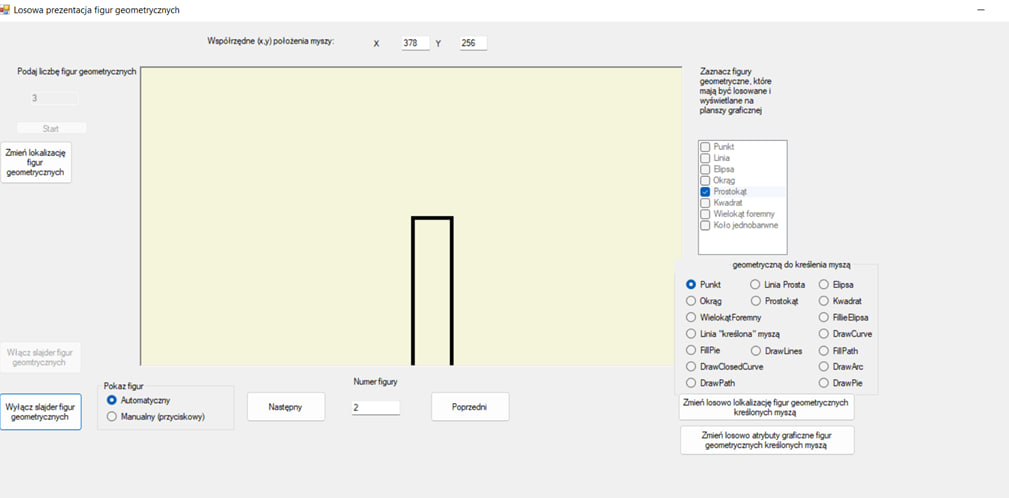 Losowa prezentacja figur geometrycznych
Współrzędne (x,y) położenia myszy:
X
378
Y
256
Podaj liczbę figur geometrycznych
3
Start
Zmień lokalizację
figur
geometrycznych
Zaznacz figury
geometryczne, które
mają być losowane i
wyświetlane na
planszy graficznej
Punkt
Linia
Elipsa
Okrąg
Prostokąt
Kwadrat
Wielokąt foremny
Koło jednobarwne
geometryczną do kreślenia myszą
Punkt
Linia Prosta
Elipsa
Okrąg
Prostokąt
Kwadrat
WielokątForemny
FillieElipsa
Linia "kreślona" myszą
DrawCurve
FillPie
DrawLines
FillPath
DrawClosedCurve
DrawArc
DrawPath
DrawPie
Włącz slajder figur
geomtrycznych
Wyłącz slajder figur
geometrycznych
Pokaz figur
Automatyczny
Manualny (przyciskowy)
Następny
Numer figury
2
Poprzedni
Zmień losowo lolkalizację figur geometrycznych
kreślonych myszą
Zmień losowo atrybuty graficzne figur
geometrycznych kreślonych myszą